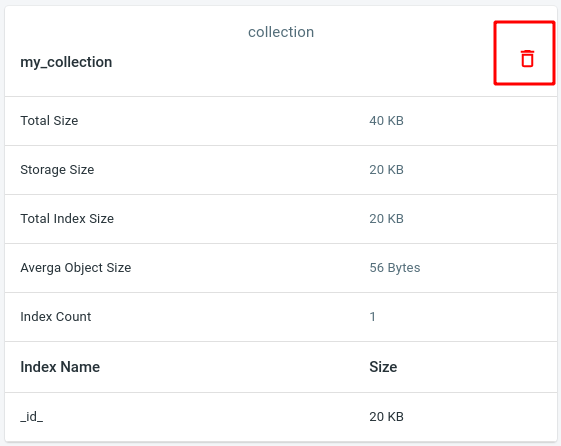 collection
my_collection
Total Size 40 KB
Storage Size 20 KB
Total Index Size 20 KB
Averga Object Size 56 Bytes
Index Count 1
Index Name Size
_id_ 20 KB